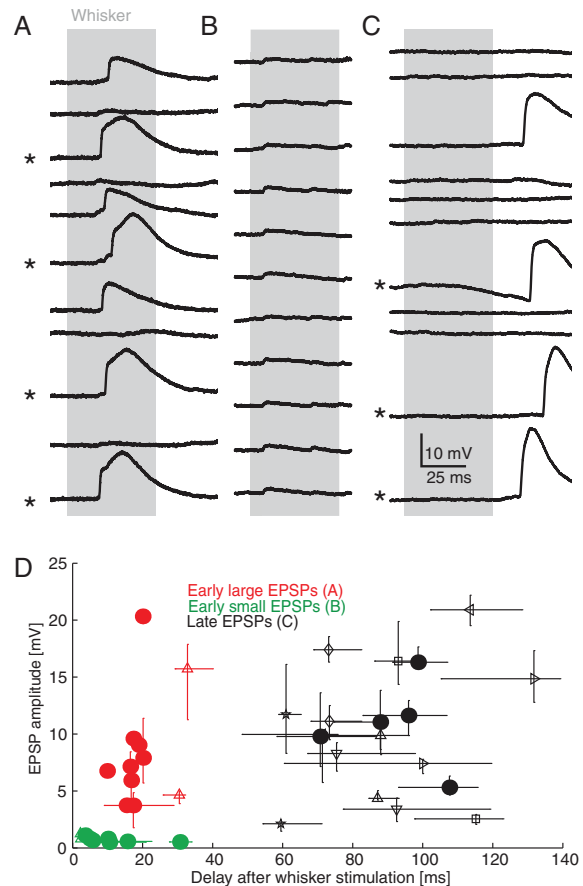 A
Whisker
B
C
*
*
*
*
*
*
*
10 mV
25 ms
D
Early large EPSPs (A)
Early small EPSPs (B)
Late EPSPs (C)
EPSP amplitude [mV]
25
20
15
10
5
0
0
20
40
60
80
100
120
140
Delay after whisker stimulation [ms]